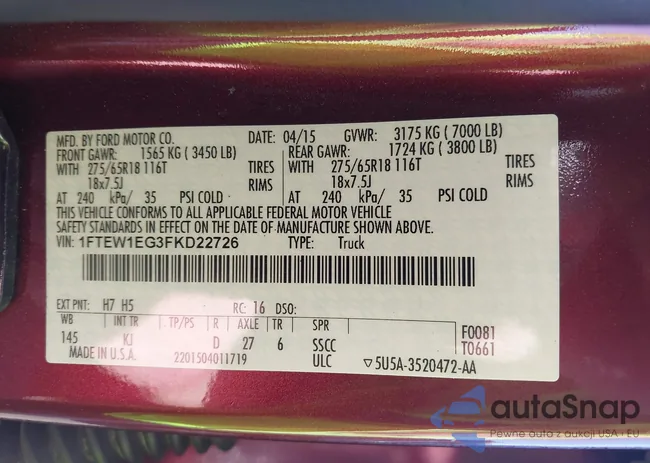 MFD. BY FORD MOTOR CO. DATE: 04/15 GVWR: 3175 KG ( 7000 LB)
FRONT GAWR: 1565 KG ( 3450 LB) REAR GAWR: 1724 KG ( 3800 LB)
WITH 275/65R18 116T TIRES WITH 275/65R18 116T TIRES
18x7.5J RIMS 18x7.5J RIMS
AT 240 kPa/ 35 PSI COLD AT 240 kPa/ 35 PSI COLD
THIS VEHICLE CONFORMS TO ALL APPLICABLE FEDERAL MOTOR VEHICLE
SAFETY STANDARDS IN EFFECT ON THE DATE OF MANUFACTURE SHOWN ABOVE.
VIN: 1FTEW1EG3FKD22726 TYPE: Truck
EXT PNT: H7 H5 RC: 16 DSO:
WB INT TR TP/PS R AXLE TR SPR F0081
145 KJ D 27 6 SSCC T0661
MADE IN U.S.A. 2201504011719 ULC ▽5U5A-3520472-AA
autaSnap
Pewne auta z aukcji USA · EU